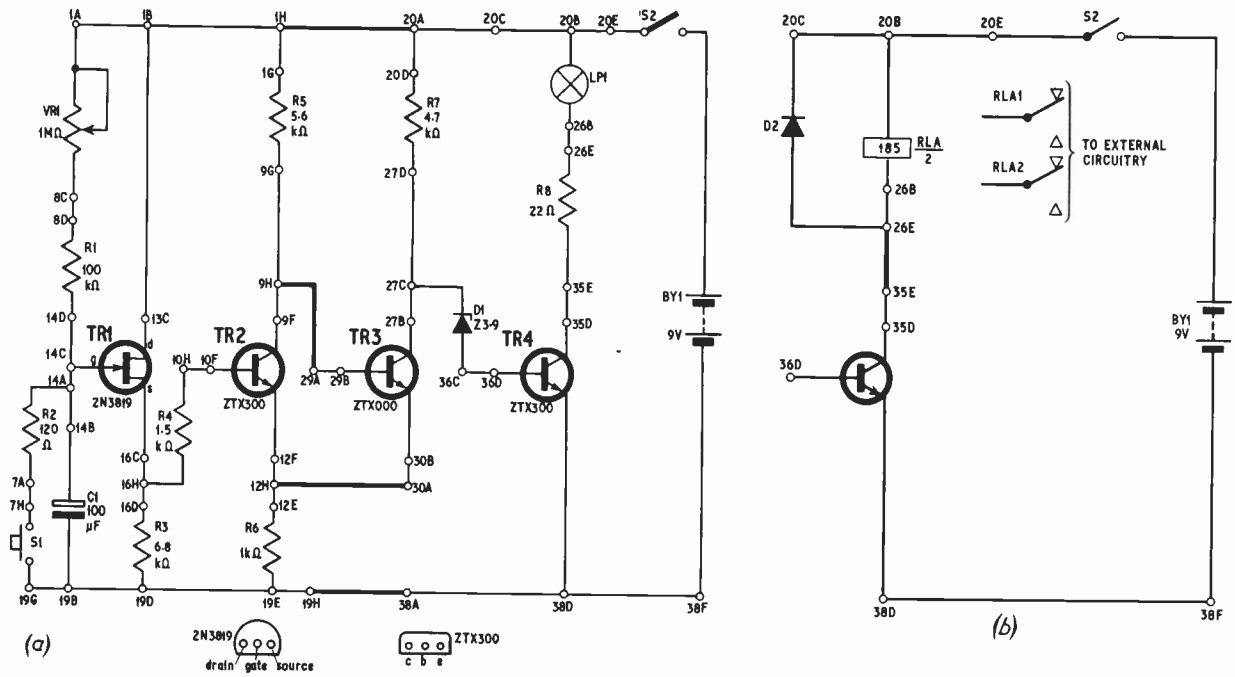 1A
1B
1H
20A
20C
20B
20E
S2
1G
20D
LP1
VR1
1MΩ
R5
5.6
kΩ
R7
4.7
kΩ
26B
26E
9G
27D
8C
8D
R8
22 Ω
R1
100
kΩ
9H
27C
35E
D1
Z3·9
BY1
9V
14D
13C
9F
27B
35D
TR1
TR2
TR3
TR4
14C
g
d
s
10H
10F
29A
29B
36C
36D
14A
2N3819
ZTX300
ZTX000
ZTX300
R2
120
Ω
14B
R4
1.5
kΩ
16C
12F
30B
7A
16H
12H
30A
7H
C1
100
µF
16D
12E
S1
R3
6.8
kΩ
R6
1kΩ
19G
19B
19D
19E
19H
38A
38D
38F
(a)
2N3819
drain gate source
ZTX300
c b e
20C
20B
20E
S2
RLA1
D2
185
RLA
2
RLA2
TO EXTERNAL
CIRCUITRY
26B
26E
35E
BY1
9V
35D
36D
38D
38F
(b)